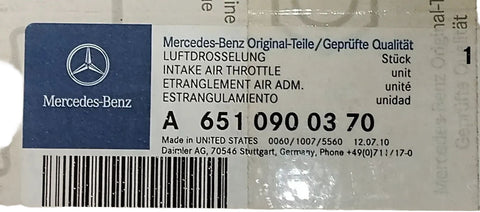 Mercedes-Benz
Mercedes-Benz Original-Teile/Geprüfte Qualität
LUFTDROSSELUNG Stück 1
INTAKE AIR THROTTLE unit
ETRANGLEMENT AIR ADM. unité
ESTRANGULAMIENTO unidad
A 651 090 03 70
Made in UNITED STATES 0060/1007/5560 12.07.10
Daimler AG, 70546 Stuttgart, Germany, Phone +49(0)711/17-0